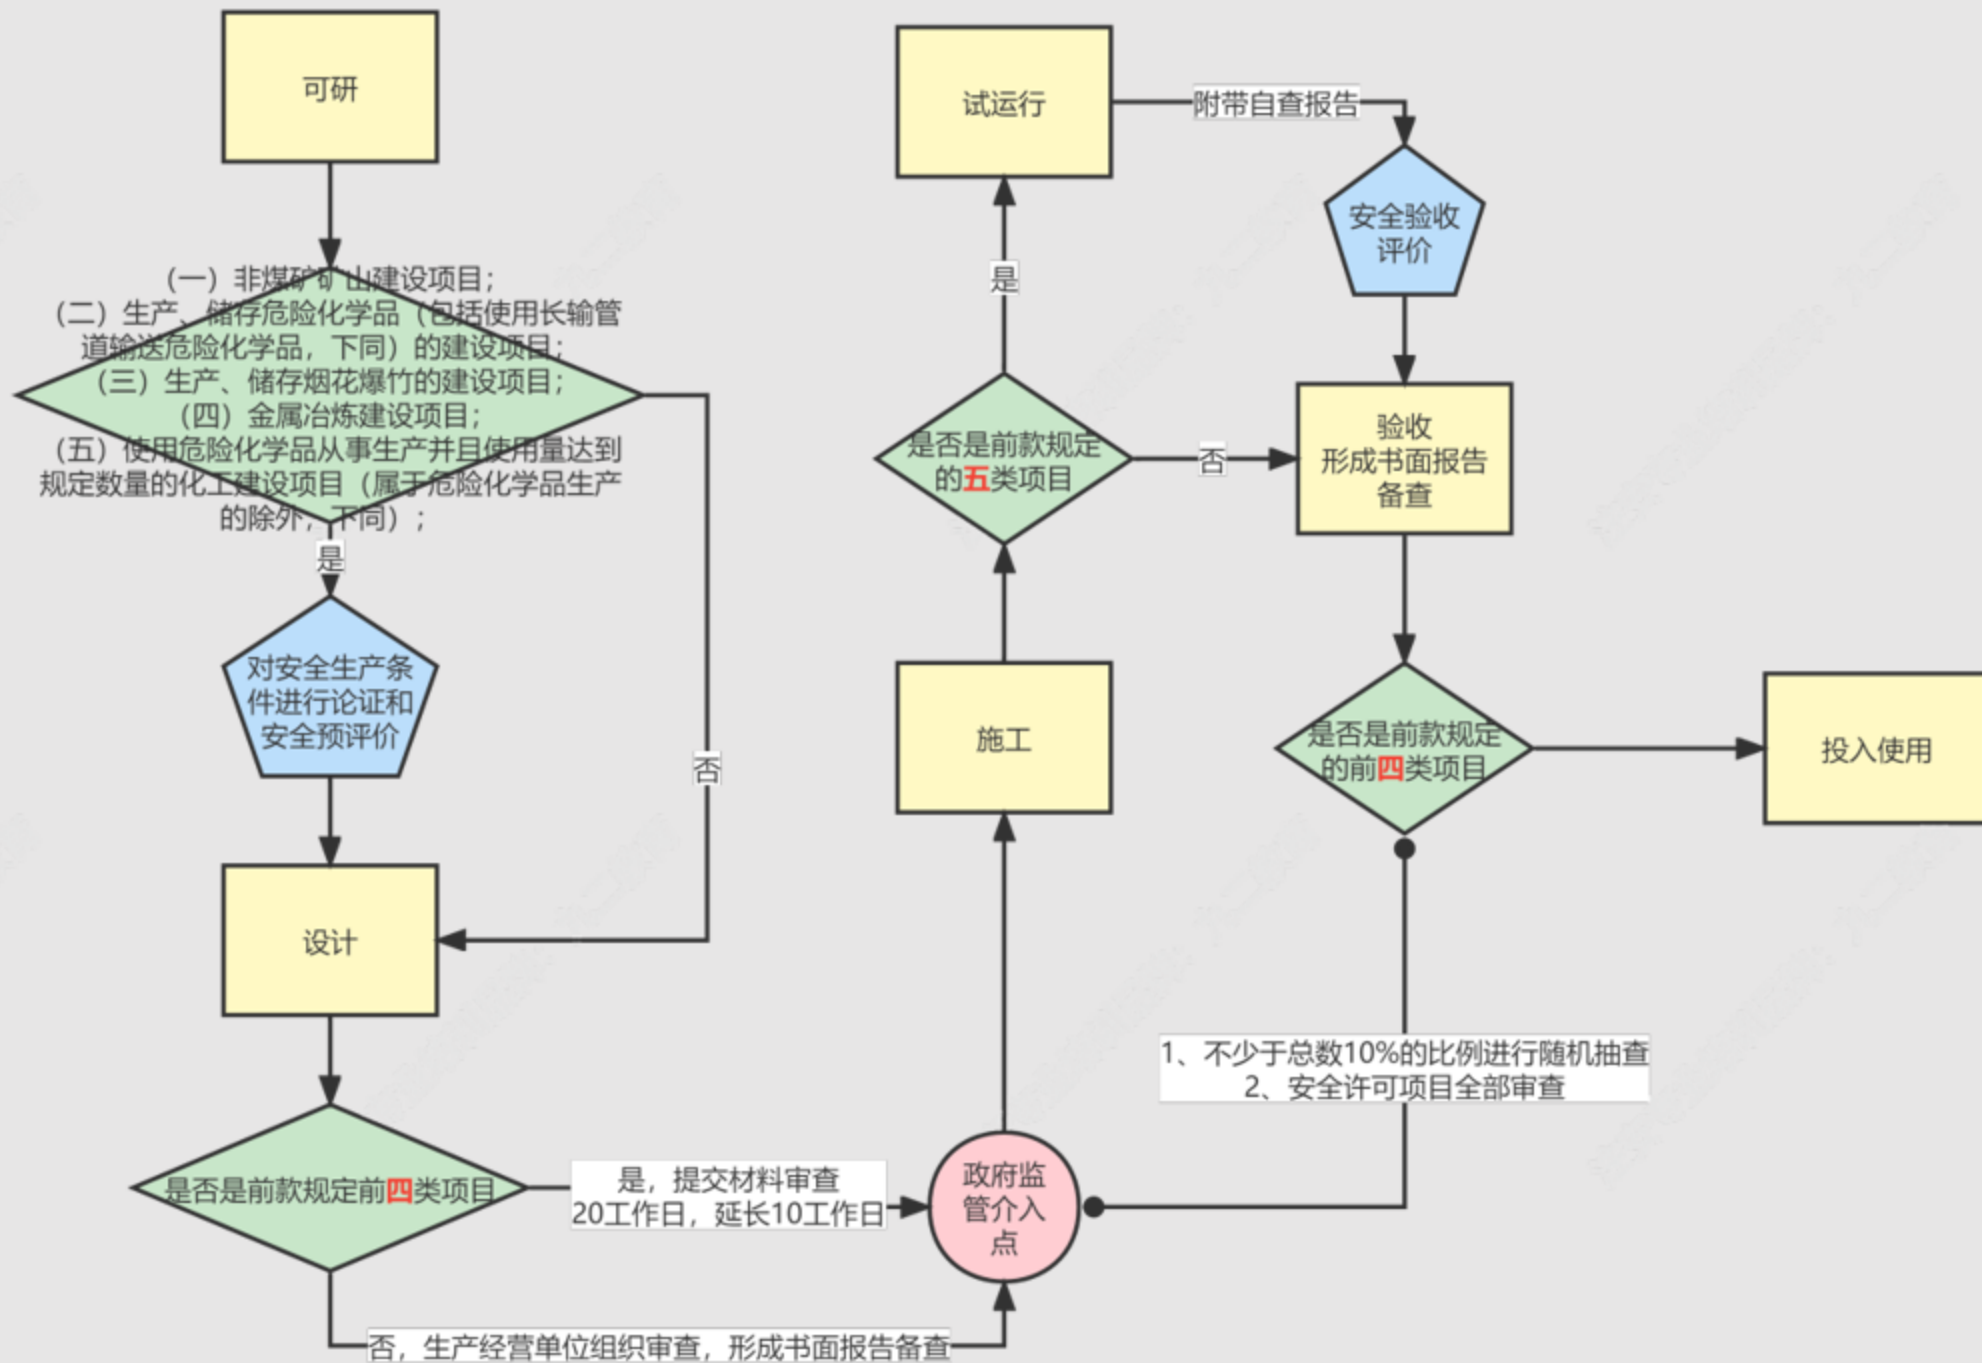 可研
（一）非煤矿矿山建设项目；
（二）生产、储存危险化学品（包括使用长输管
道输送危险化学品，下同）的建设项目；
（三）生产、储存烟花爆竹的建设项目；
（四）金属冶炼建设项目；
（五）使用危险化学品从事生产并且使用量达到
规定数量的化工建设项目（属于危险化学品生产
的除外，下同）；
是
对安全生产条
件进行论证和
安全预评价
否
设计
是否是前款规定前四类项目
是，提交材料审查
20工作日，延长10工作日
否，生产经营单位组织审查，形成书面报告备查
政府监
管介入
点
施工
是否是前款规定
的五类项目
是
否
试运行
附带自查报告
安全验收
评价
验收
形成书面报告
备查
是否是前款规定
的前四类项目
1、不少于总数10%的比例进行随机抽查
2、安全许可项目全部审查
投入使用